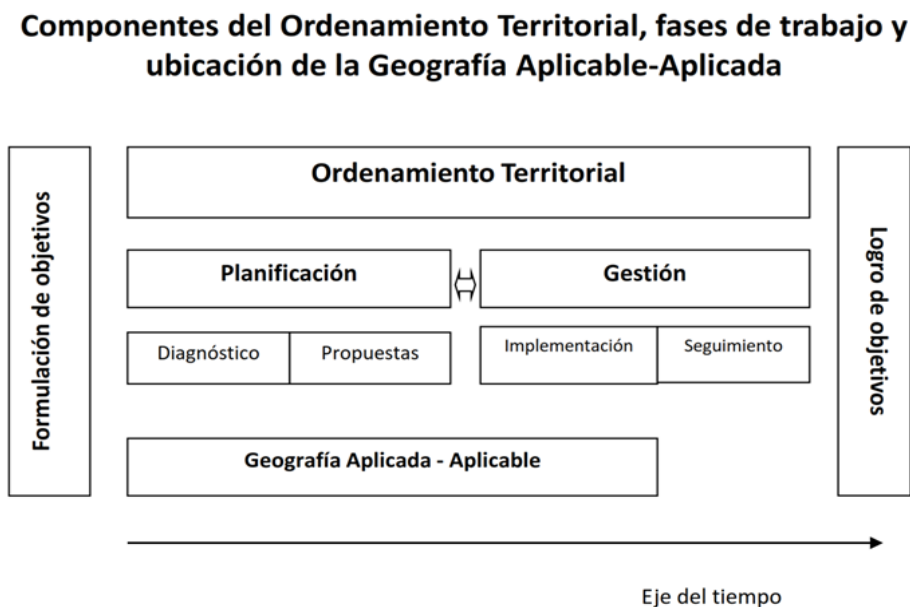 Componentes del Ordenamiento Territorial, fases de trabajo y
ubicación de la Geografía Aplicable-Aplicada
Formulación de objetivos
Ordenamiento Territorial
Planificación
Gestión
Diagnóstico
Propuestas
Implementación
Seguimiento
Geografía Aplicada - Aplicable
Logro de objetivos
Eje del tiempo